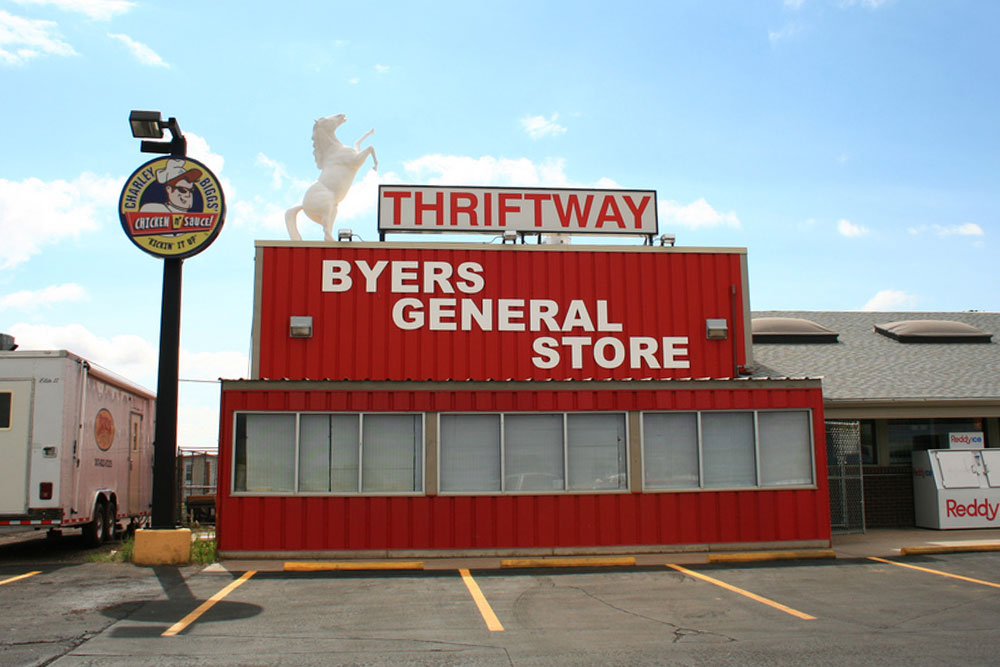 THRIFTWAY
BYERS
GENERAL
STORE
CHARLEY BIGGS'
CHICKEN n' SAUCE!
"KICKIN' IT UP"
Reddy ICE
Reddy